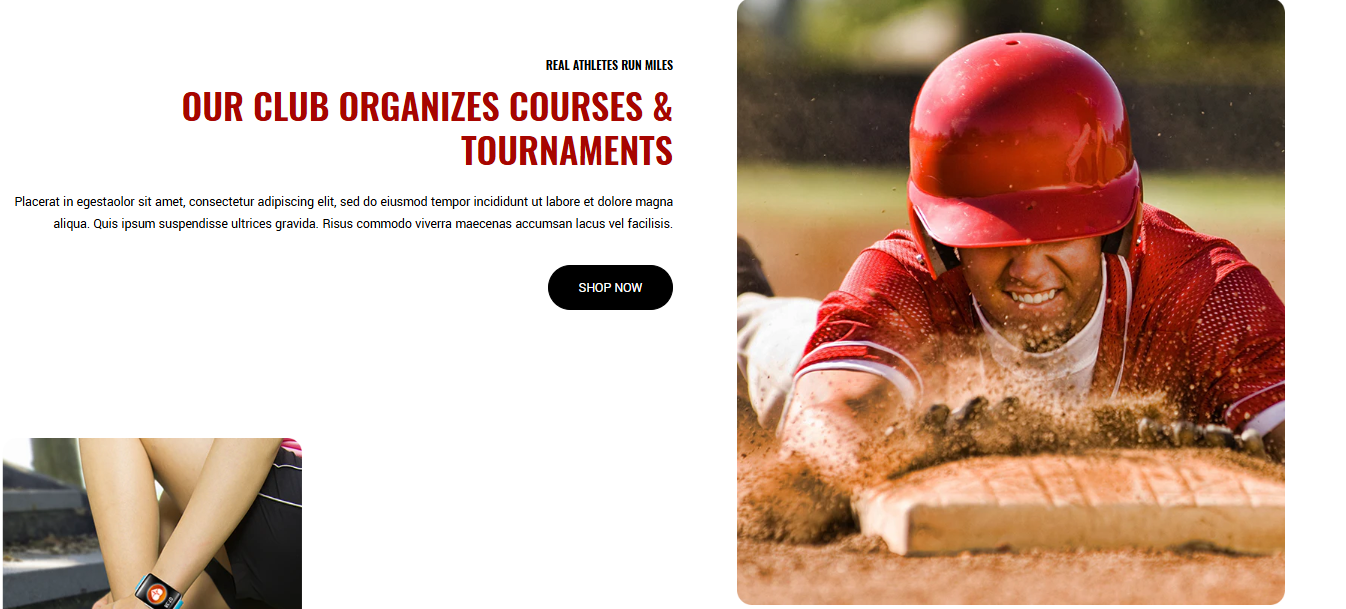 REAL ATHLETES RUN MILES
OUR CLUB ORGANIZES COURSES &
TOURNAMENTS
Placerat in egestaolor sit amet, consectetur adipiscing elit, sed do eiusmod tempor incididunt ut labore et dolore magna
aliqua. Quis ipsum suspendisse ultrices gravida. Risus commodo viverra maecenas accumsan lacus vel facilisis.
SHOP NOW